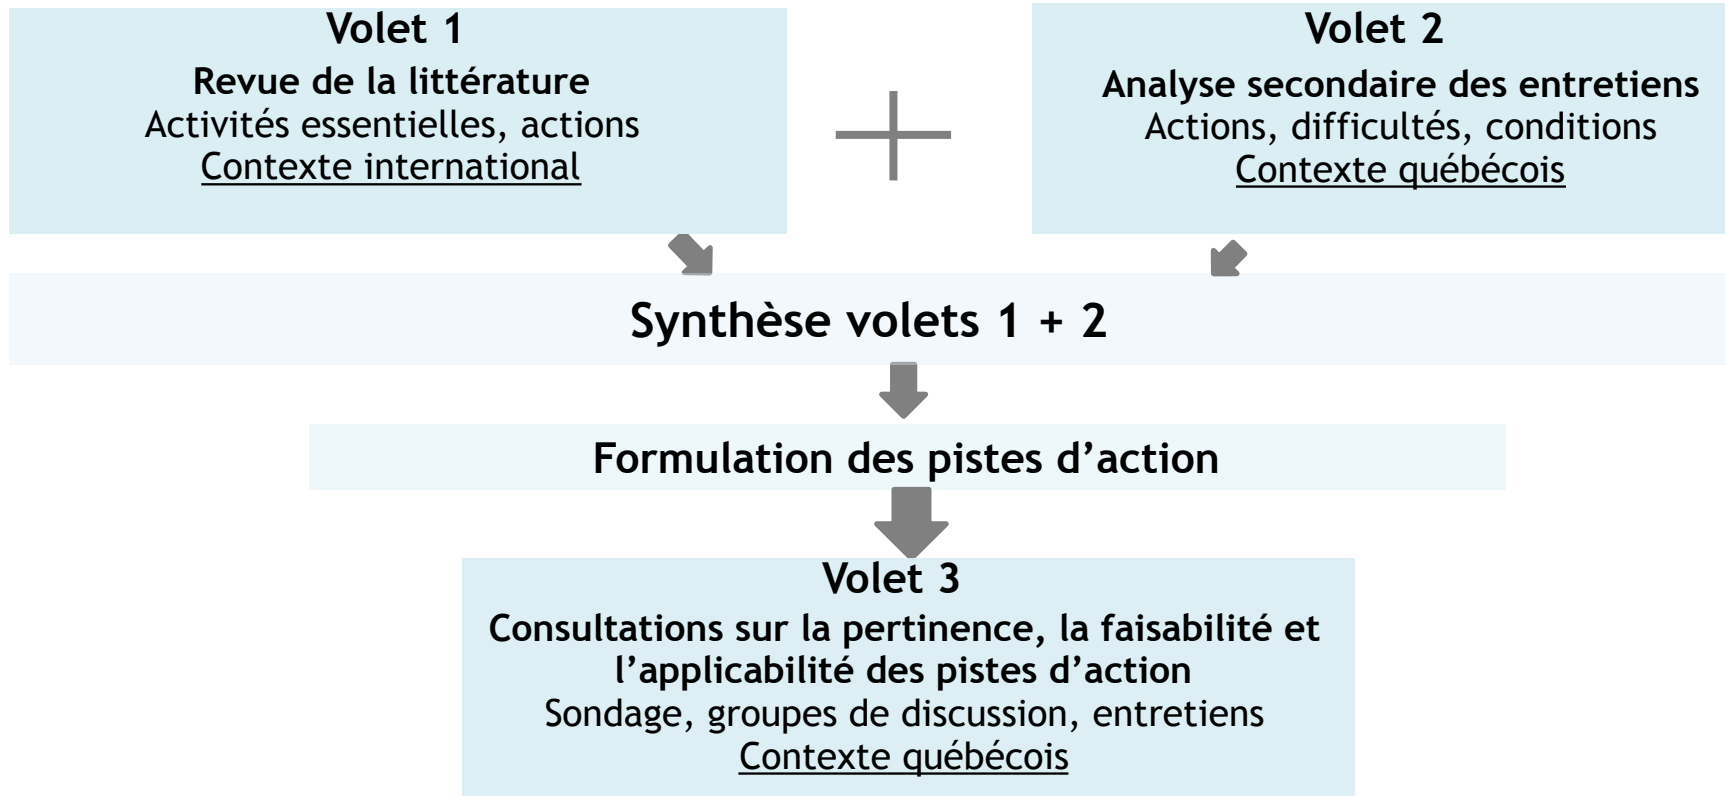 Volet 1
Revue de la littérature
Activités essentielles, actions
Contexte international
Volet 2
Analyse secondaire des entretiens
Actions, difficultés, conditions
Contexte québécois
Synthèse volets 1 + 2
Formulation des pistes d’action
Volet 3
Consultations sur la pertinence, la faisabilité et
l’applicabilité des pistes d’action
Sondage, groupes de discussion, entretiens
Contexte québécois